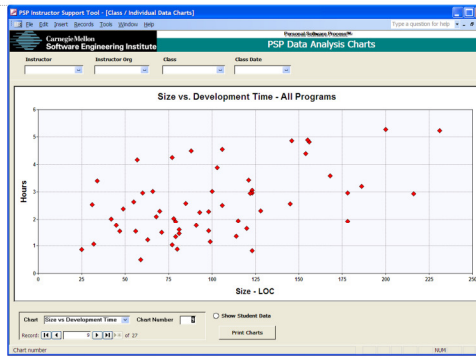 PSP Instructor Support Tool - [Class / Individual Data Charts]
File Edit Insert Records Tools Window Help
Type a question for help
CarnegieMellon
Software Engineering Institute
Personal Software Process℠
PSP Data Analysis Charts
Instructor
Instructor Org
Class
Class Date
Size vs. Development Time - All Programs
Hours
6
5
4
3
2
1
0
0 25 50 75 100 125 150 175 200 225 250
Size - LOC
Chart Size vs Development Time
Chart Number
Show Student Data
Print Charts
Record: 9 of 27
Chart number
NUM